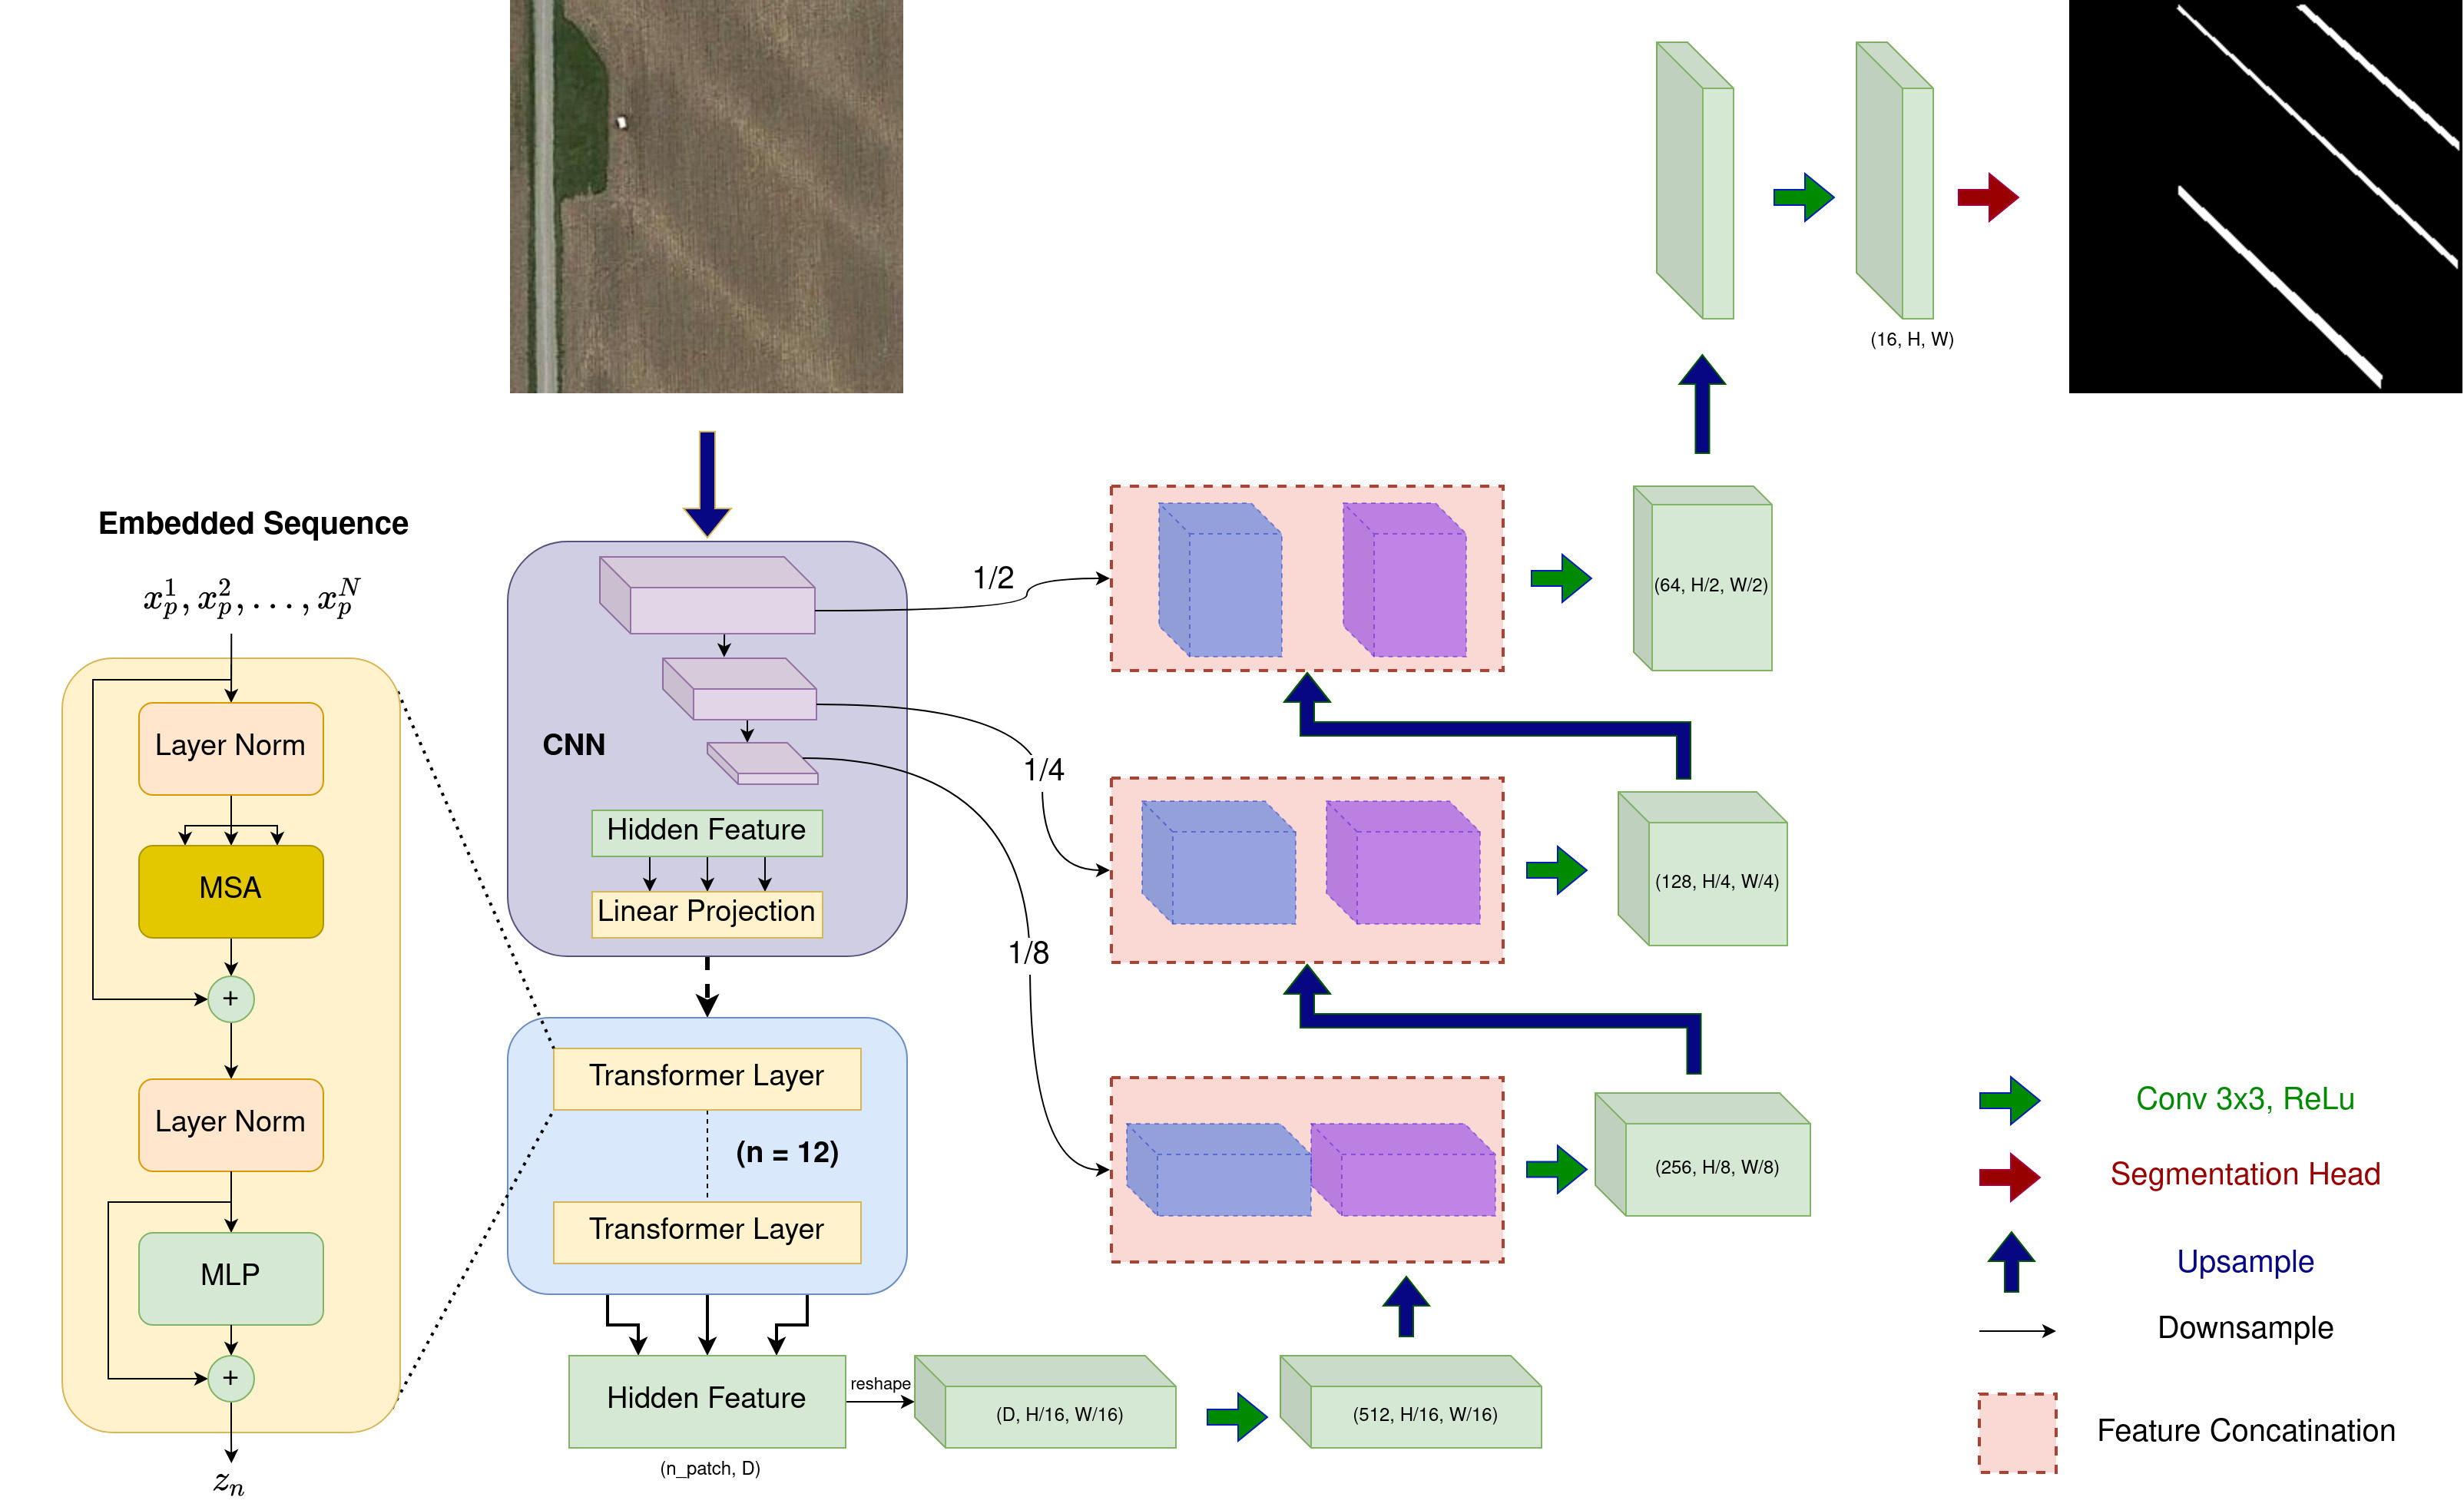 Embedded Sequence
x_p^1, x_p^2, ..., x_p^N
Layer Norm
MSA
+
Layer Norm
MLP
+
z_n
CNN
Hidden Feature
Linear Projection
Transformer Layer
(n = 12)
Transformer Layer
Hidden Feature
(n_patch, D)
reshape
(D, H/16, W/16)
(512, H/16, W/16)
1/2
1/4
1/8
(256, H/8, W/8)
(128, H/4, W/4)
(64, H/2, W/2)
(16, H, W)
Conv 3x3, ReLu
Segmentation Head
Upsample
Downsample
Feature Concatination